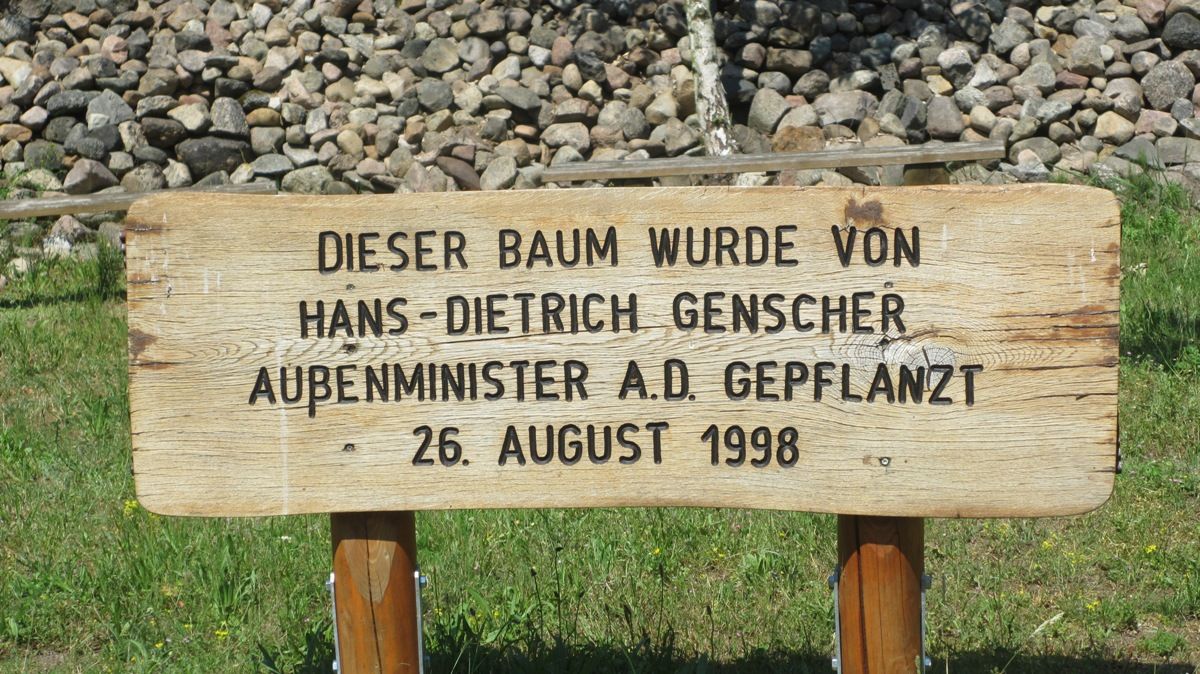 DIESER BAUM WURDE VON
HANS-DIETRICH GENSCHER
AUßENMINISTER A.D. GEPFLANZT
26. AUGUST 1998